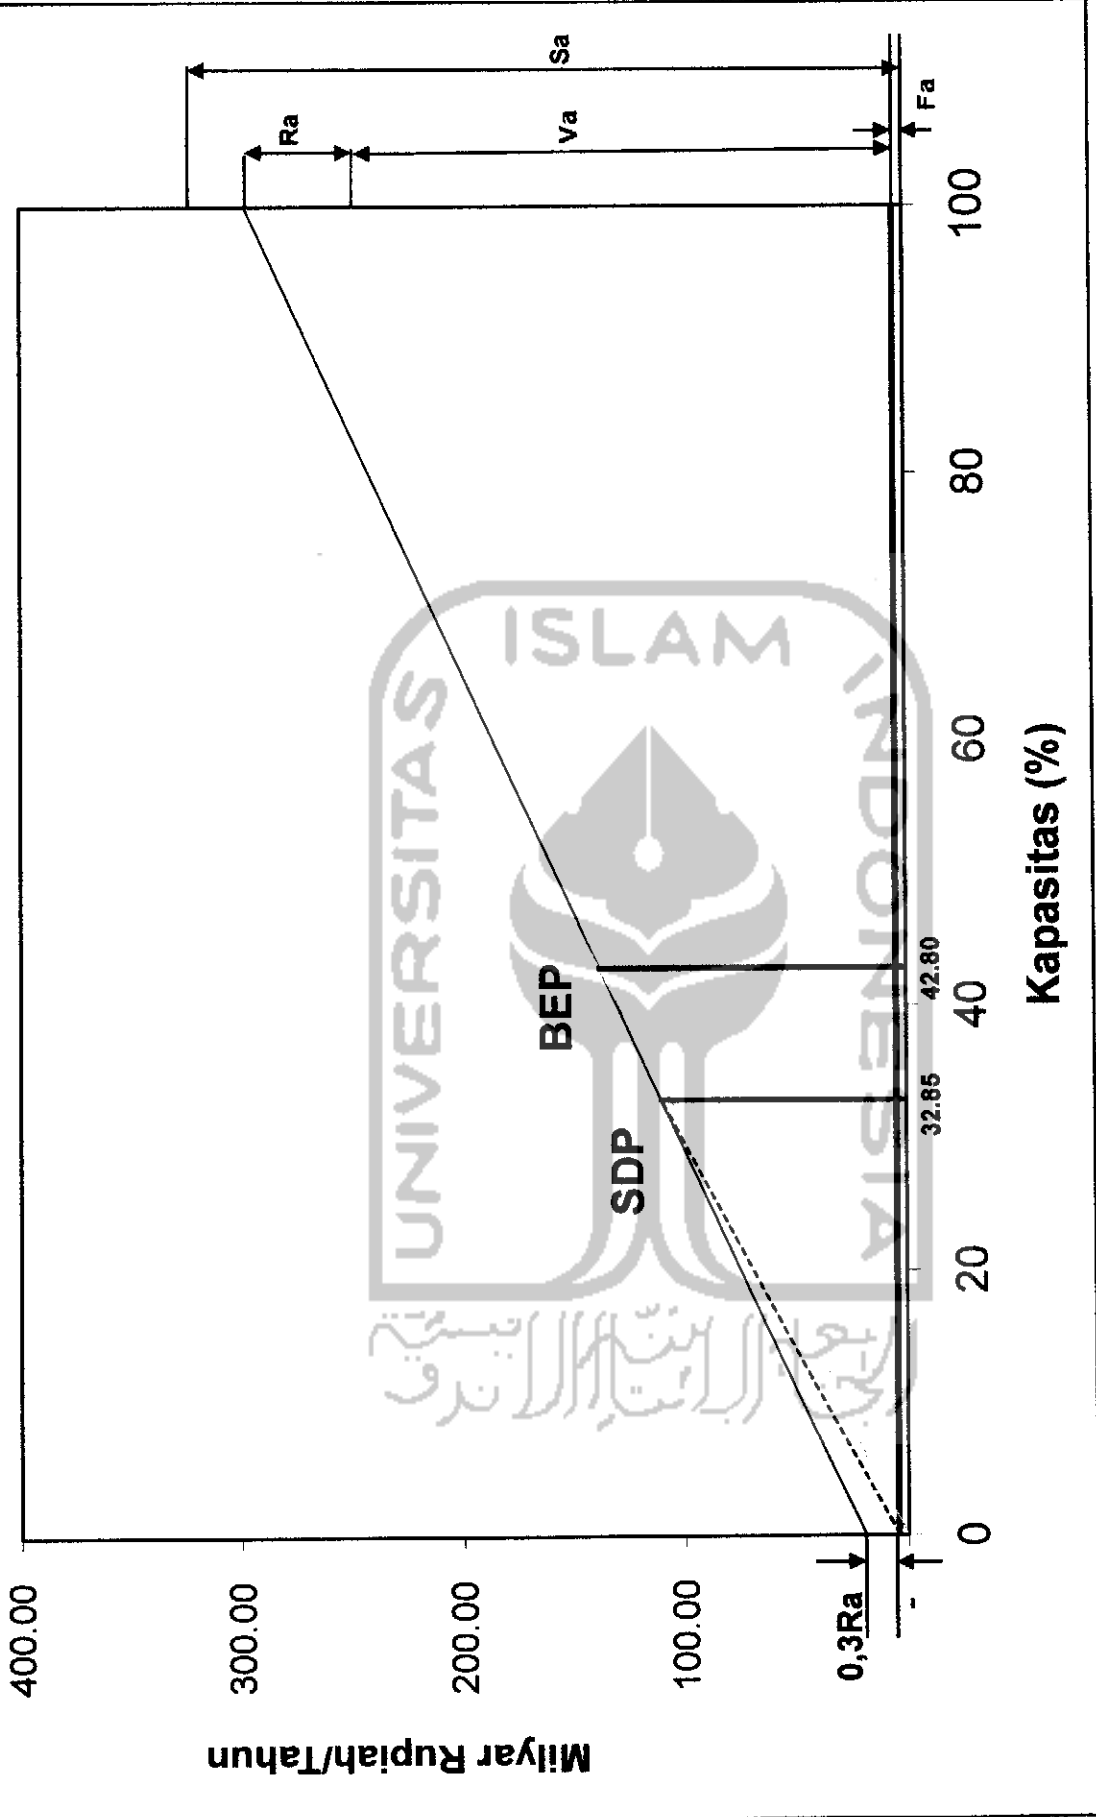 Milyar Rupiah/Tahun
400.00
300.00
200.00
100.00
-
0,3Ra
0
20
40
60
80
100
32.85
42.80
Kapasitas (%)
SDP
BEP
Ra
Va
Sa
Fa
UNIVERSITAS
ISLAM
INDONESIA